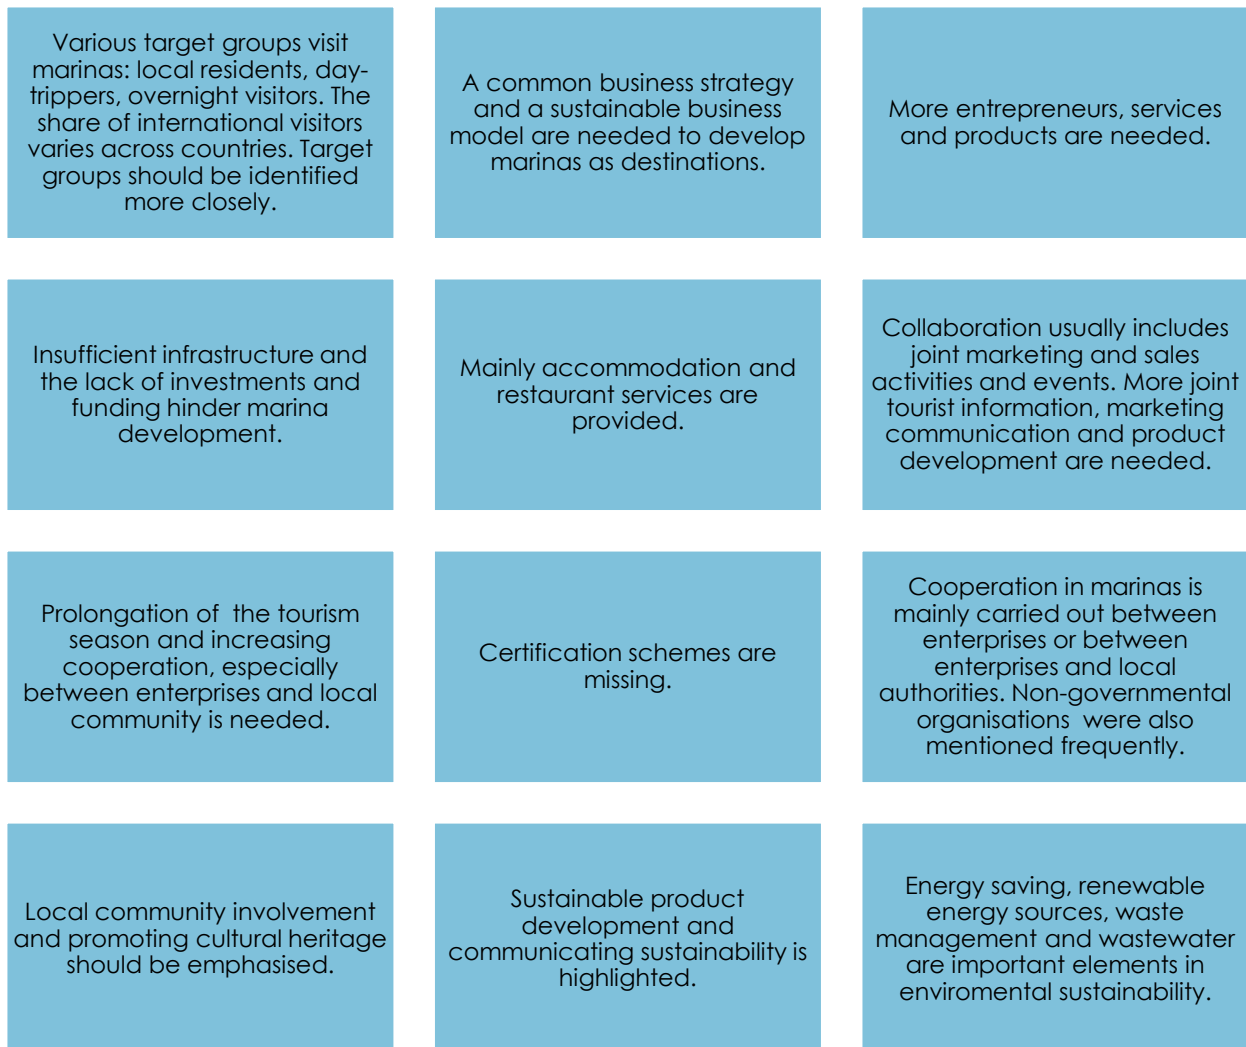 Various target groups visit
marinas: local residents, day-
trippers, overnight visitors. The
share of international visitors
varies across countries. Target
groups should be identified
more closely.
A common business strategy
and a sustainable business
model are needed to develop
marinas as destinations.
More entrepreneurs, services
and products are needed.
Insufficient infrastructure and
the lack of investments and
funding hinder marina
development.
Mainly accommodation and
restaurant services are
provided.
Collaboration usually includes
joint marketing and sales
activities and events. More joint
tourist information, marketing
communication and product
development are needed.
Prolongation of  the tourism
season and increasing
cooperation, especially
between enterprises and local
community is needed.
Certification schemes are
missing.
Cooperation in marinas is
mainly carried out between
enterprises or between
enterprises and local
authorities. Non-governmental
organisations  were also
mentioned frequently.
Local community involvement
and promoting cultural heritage
should be emphasised.
Sustainable product
development and
communicating sustainability is
highlighted.
Energy saving, renewable
energy sources, waste
management and wastewater
are important elements in
enviromental sustainability.